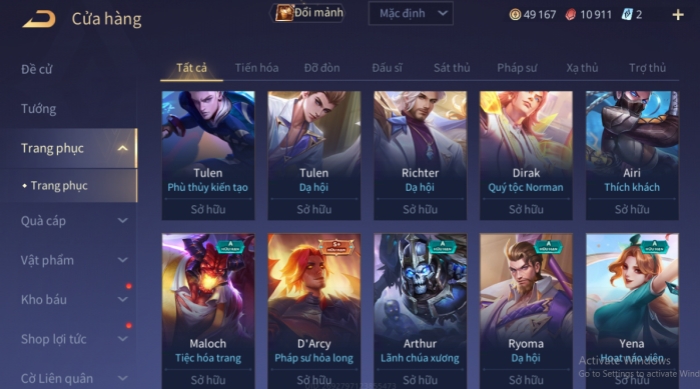 Cửa hàng
Đổi mảnh
Mặc định
49 167
10 911
2
Đề cử
Tướng
Trang phục
Trang phục
Quà cáp
Vật phẩm
Kho báu
Shop lợi tức
Cờ Liên quân
Tất cả Tiến hóa Đỡ đòn Đấu sĩ Sát thủ Pháp sư Xạ thủ Trợ thủ
Tulen
Phù thủy kiến tạo
Sở hữu
Tulen
Dạ hội
Sở hữu
Richter
Dạ hội
Sở hữu
Dirak
Quý tộc Norman
Sở hữu
Airi
Thích khách
Sở hữu
A
Maloch
Tiệc hóa trang
Sở hữu
S+
D'Arcy
Pháp sư hỏa long
Sở hữu
A
Arthur
Lãnh chúa xương
Sở hữu
A
Ryoma
Dạ hội
Sở hữu
A
Yena
Hoạt náo viên
Sở hữu
Activate Windows
Go to Settings to activate Wind